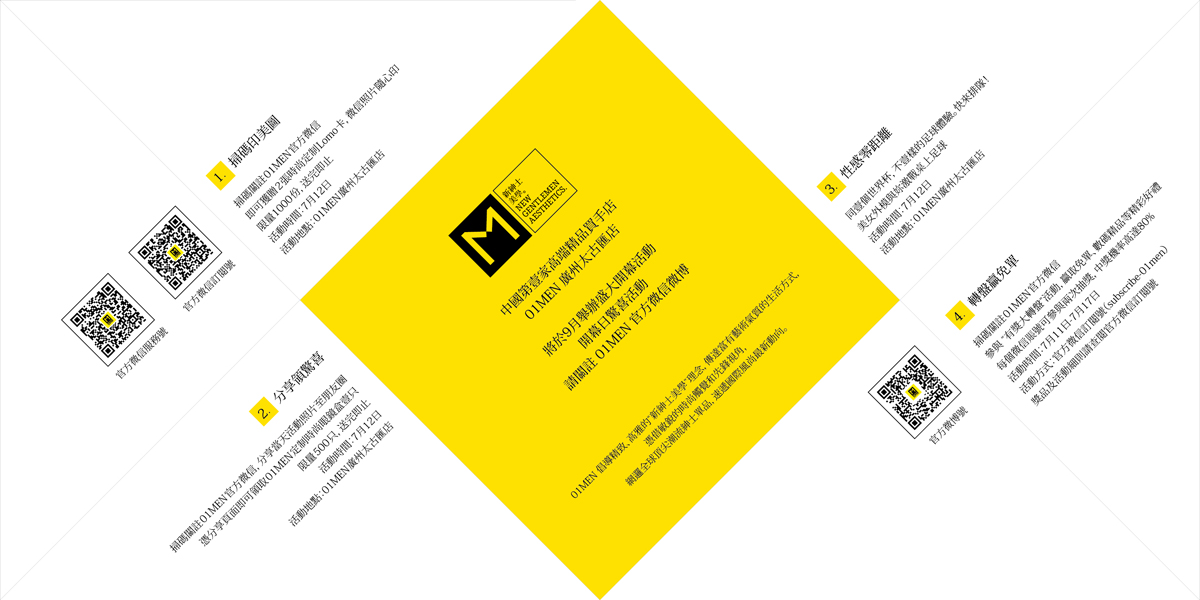 1.
掃碼印美圖
掃碼關註01MEN官方微信
即可獲贈2張時尚定制Lomo卡，微信照片隨心印
限量1000份，送完即止
活動時間：7月12日
活動地點：01MEN廣州太古匯店
官方微信訂閱號
官方微信服務號
2.
分享領驚喜
掃碼關註01MEN官方微信，分享當天活動照片至朋友圈
憑分享頁面即可領取01MEN定制時尚眼鏡盒壹只
限量500只，送完即止
活動時間：7月12日
活動地點：01MEN廣州太古匯店
新紳士
美學。
NEW
GENTLEMEN
AESTHETICS.
中國第壹家高端精品買手店
01MEN 廣州太古匯店
將於9月舉辦盛大開幕活動
開幕日驚喜活動
請關註 01MEN 官方微信微博
01MEN 倡導精致、高雅的“新紳士美學”理念，傳達富有藝術氣質的生活方式，
憑借敏銳的時尚觸覺和先鋒視角，
網羅全球頂尖潮流紳士單品，速遞國際風尚最新動向。
3.
性感零距離
同壹個世界杯，不壹樣的足球體驗。快來排隊！
美女外模與妳激戰桌上足球
活動時間：7月12日
活動地點：01MEN廣州太古匯店
4.
轉盤贏免單
掃碼關註01MEN官方微信
參與“有獎大轉盤”活動，贏取免單、數碼精品等精彩好禮
每個微信賬號可參與兩次抽獎，中獎機率高達80%
活動時間：7月11日-7月17日
活動方式：官方微信訂閱號（subscribe-01men）
獎品及活動細則請查閱官方微信訂閱號
官方微博號